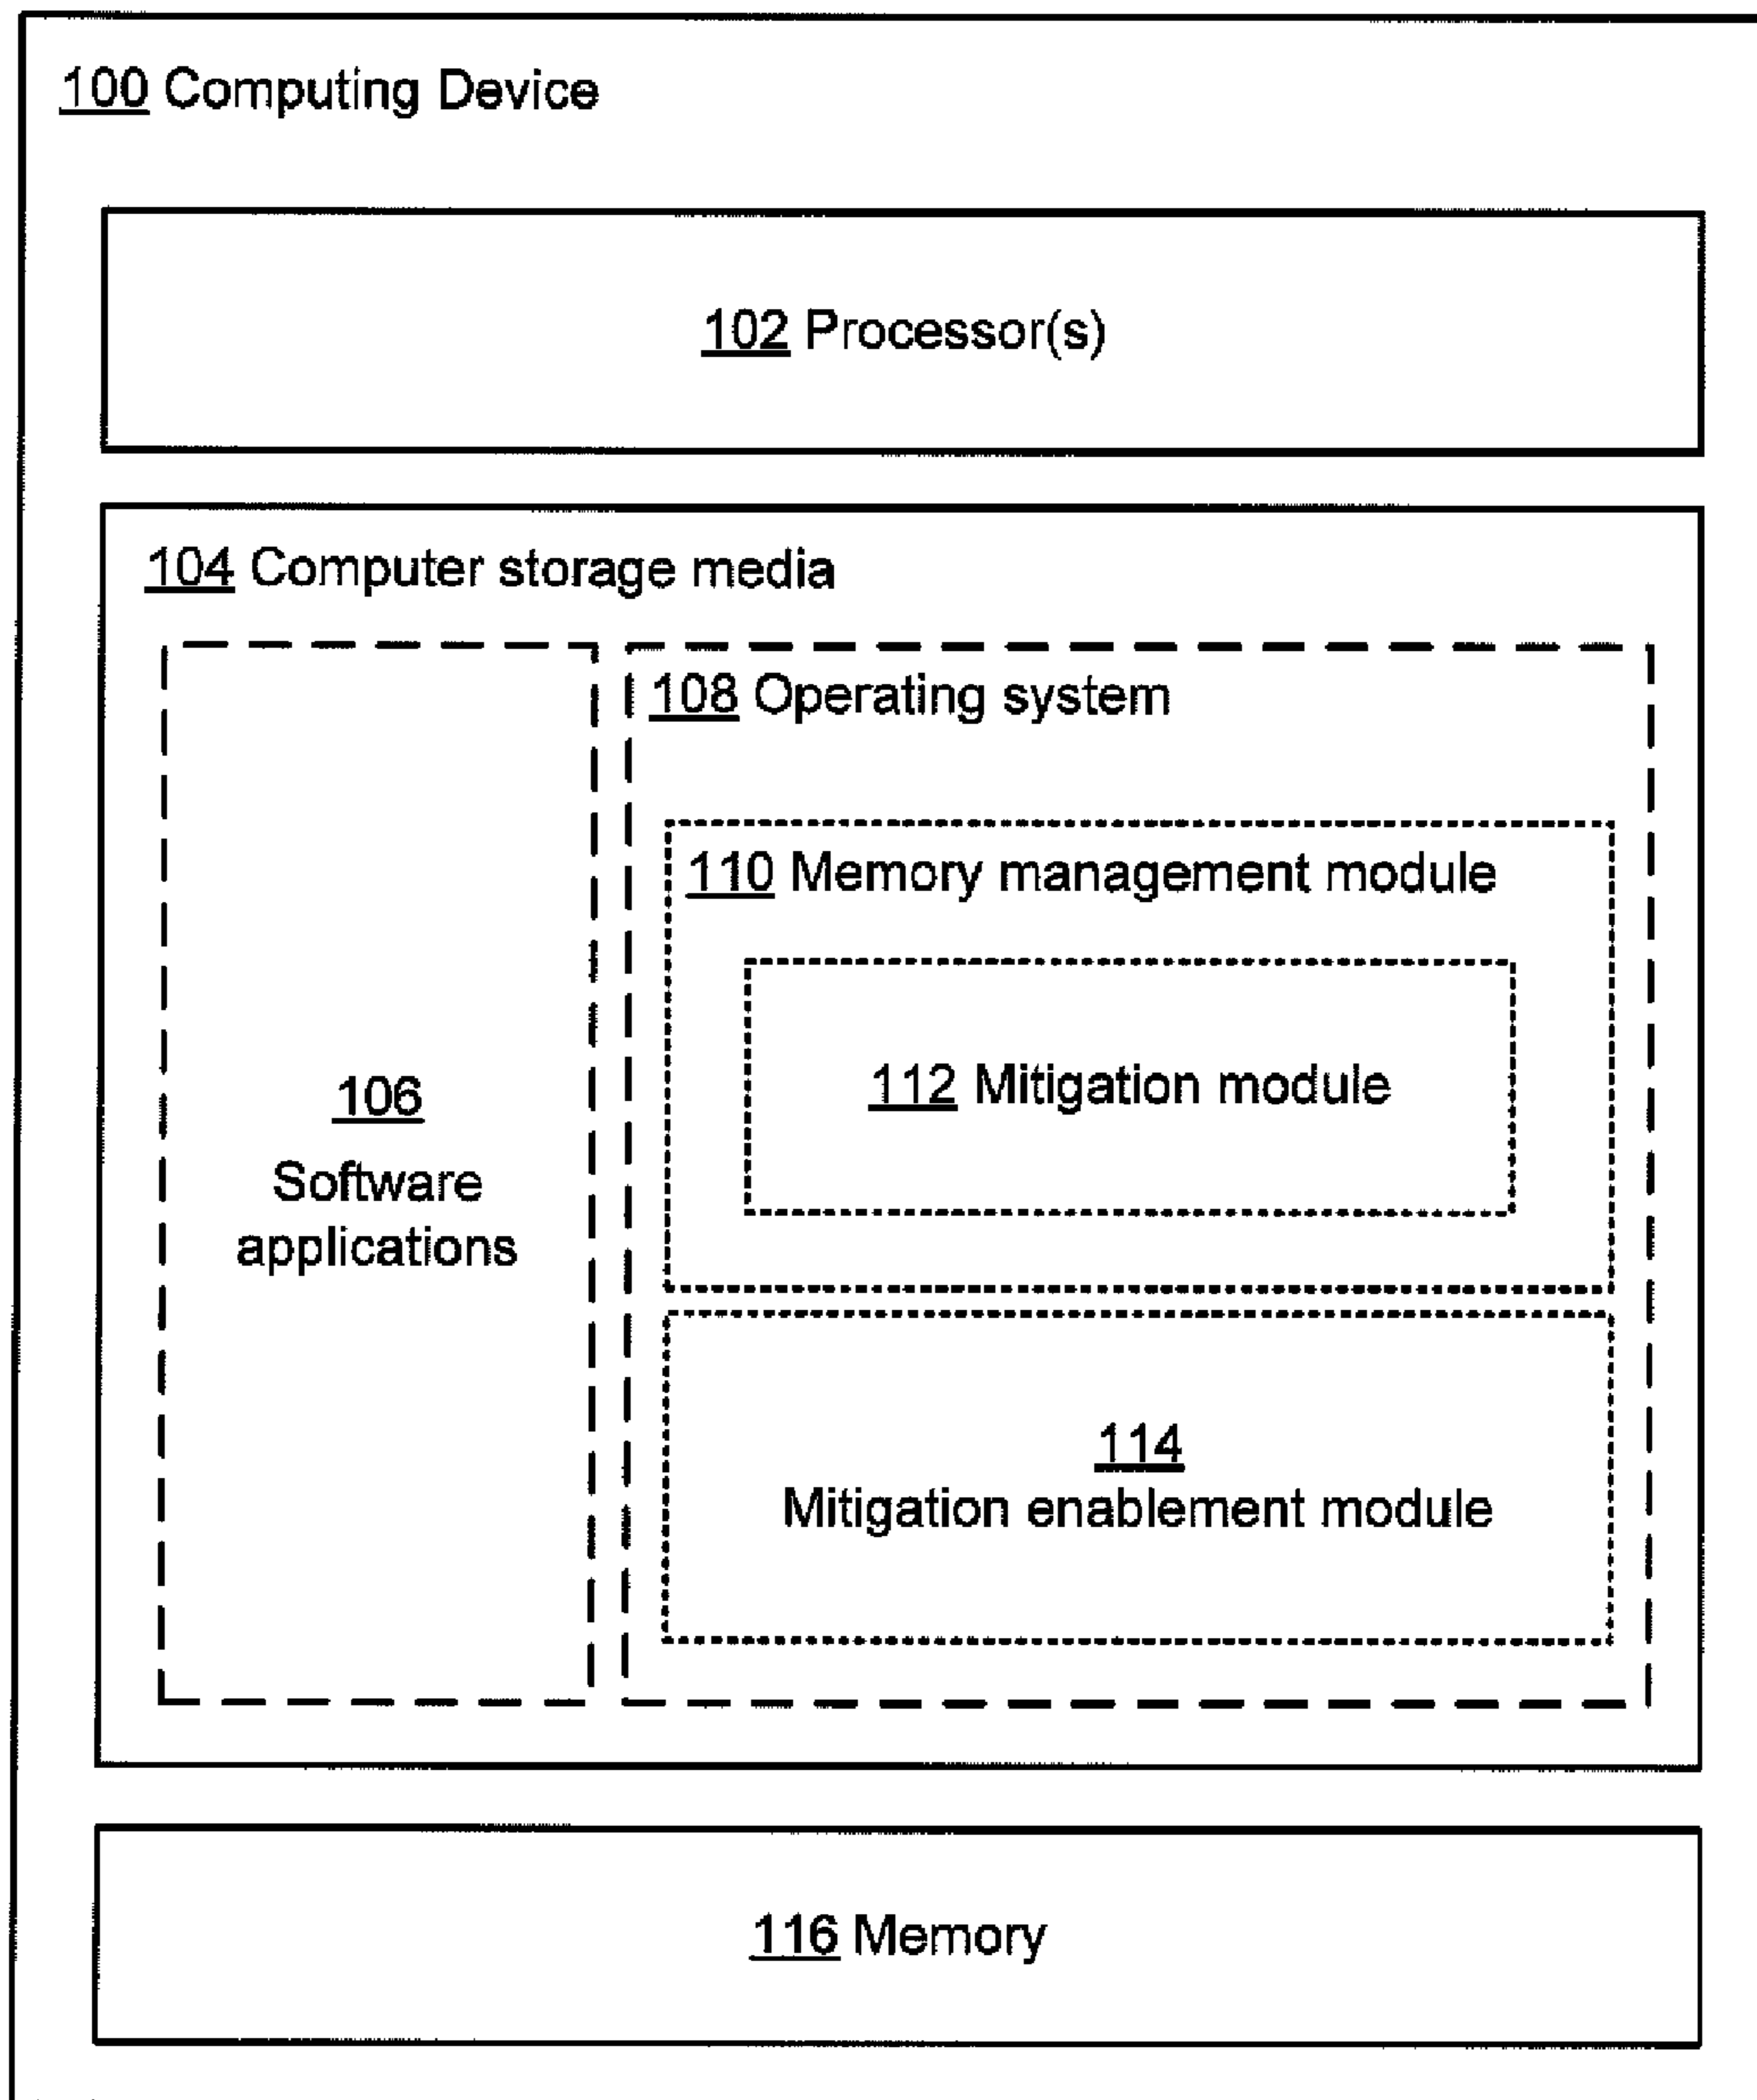 100 Computing Device
102 Processor(s)
104 Computer storage media
108 Operating system
110 Memory management module
112 Mitigation module
106
Software
applications
114
Mitigation enablement module
116 Memory